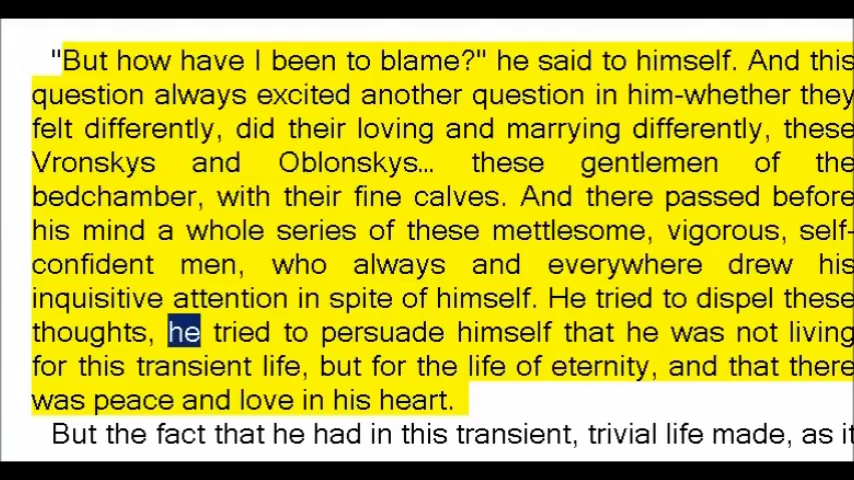 "But how have I been to blame?" he said to himself. And this
question always excited another question in him-whether they
felt differently, did their loving and marrying differently, these
Vronskys and Oblonskys... these gentlemen of the
bedchamber, with their fine calves. And there passed before
his mind a whole series of these mettlesome, vigorous, self-
confident men, who always and everywhere drew his
inquisitive attention in spite of himself. He tried to dispel these
thoughts, he tried to persuade himself that he was not living
for this transient life, but for the life of eternity, and that there
was peace and love in his heart.
But the fact that he had in this transient, trivial life made, as it